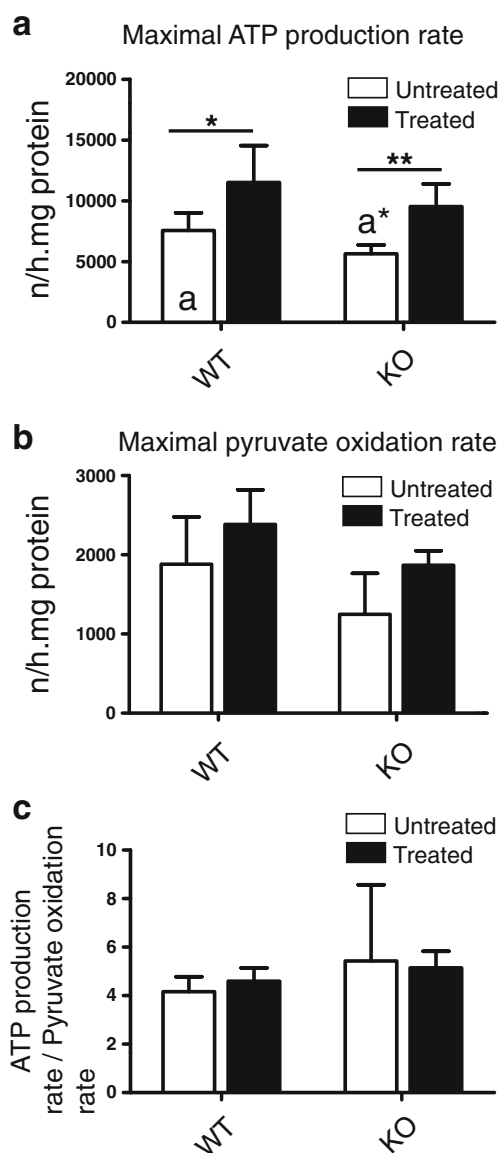 a
Maximal ATP production rate
n/h.mg protein
20000
15000
10000
5000
0
Untreated
Treated
*
**
a
a*
WT
KO
b
Maximal pyruvate oxidation rate
n/h.mg protein
3000
2000
1000
0
Untreated
Treated
WT
KO
c
ATP production
rate / Pyruvate oxidation
rate
10
8
6
4
2
0
Untreated
Treated
WT
KO